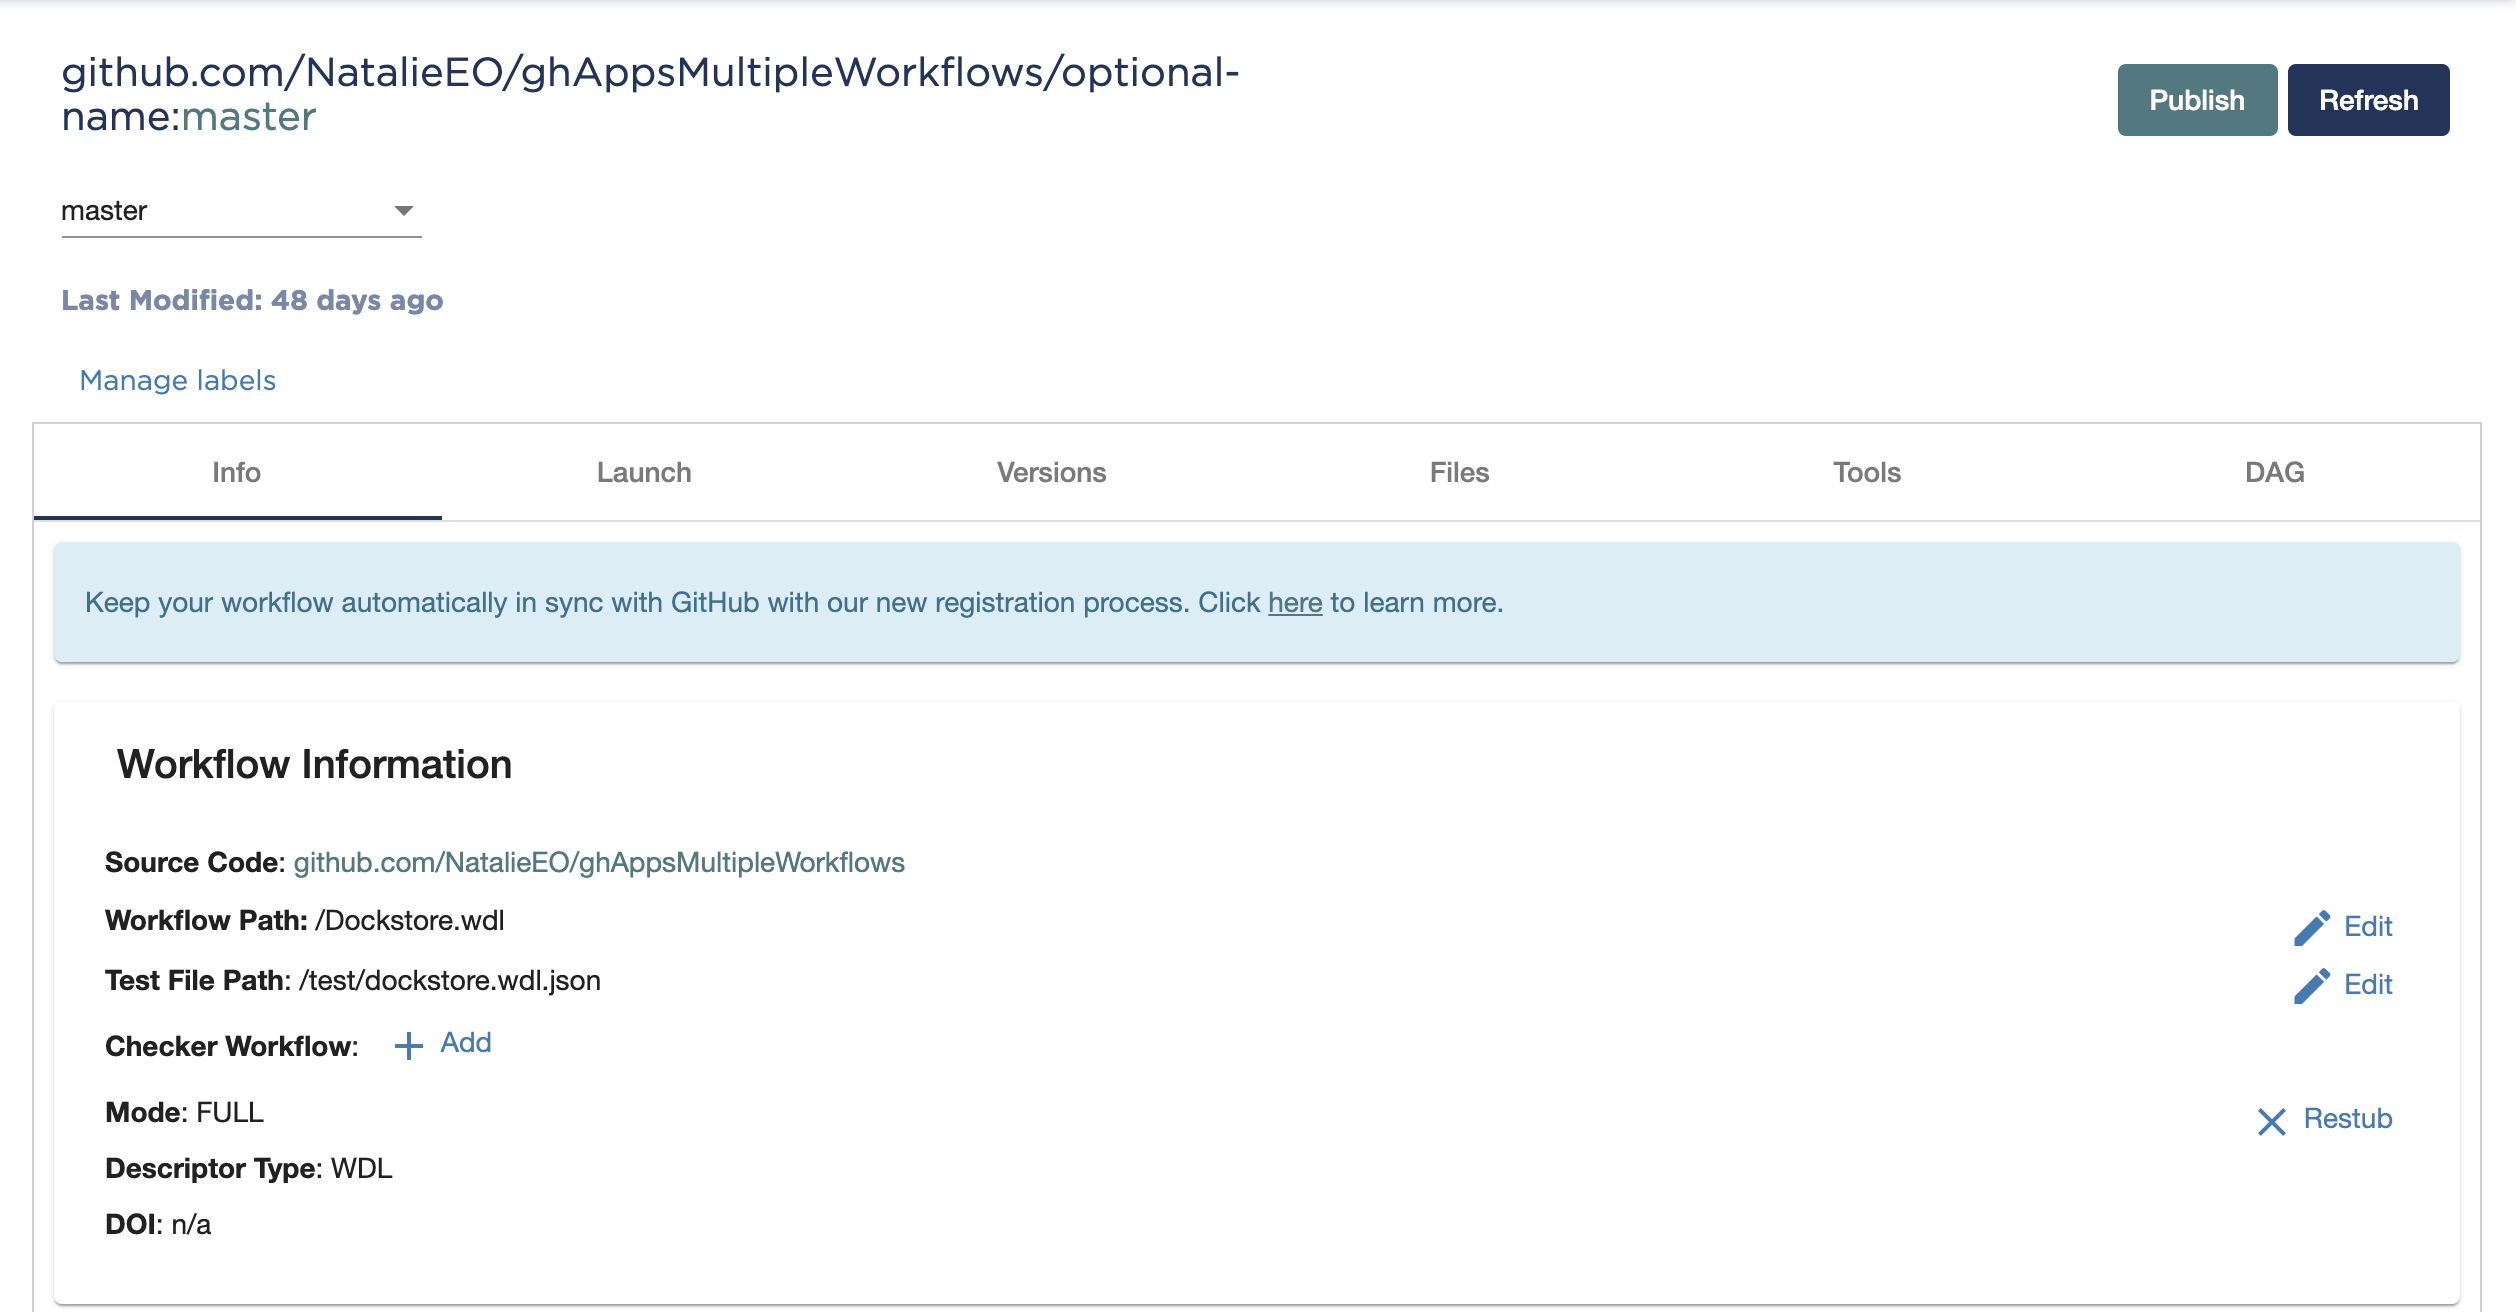 github.com/NatalieEO/ghAppsMultipleWorkflows/optional-
name:master
Publish
Refresh
master
Last Modified: 48 days ago
Manage labels
Info
Launch
Versions
Files
Tools
DAG
Keep your workflow automatically in sync with GitHub with our new registration process. Click here to learn more.
Workflow Information
Source Code: github.com/NatalieEO/ghAppsMultipleWorkflows
Workflow Path: /Dockstore.wdl
Edit
Test File Path: /test/dockstore.wdl.json
Edit
Checker Workflow: + Add
Mode: FULL
Restub
Descriptor Type: WDL
DOI: n/a